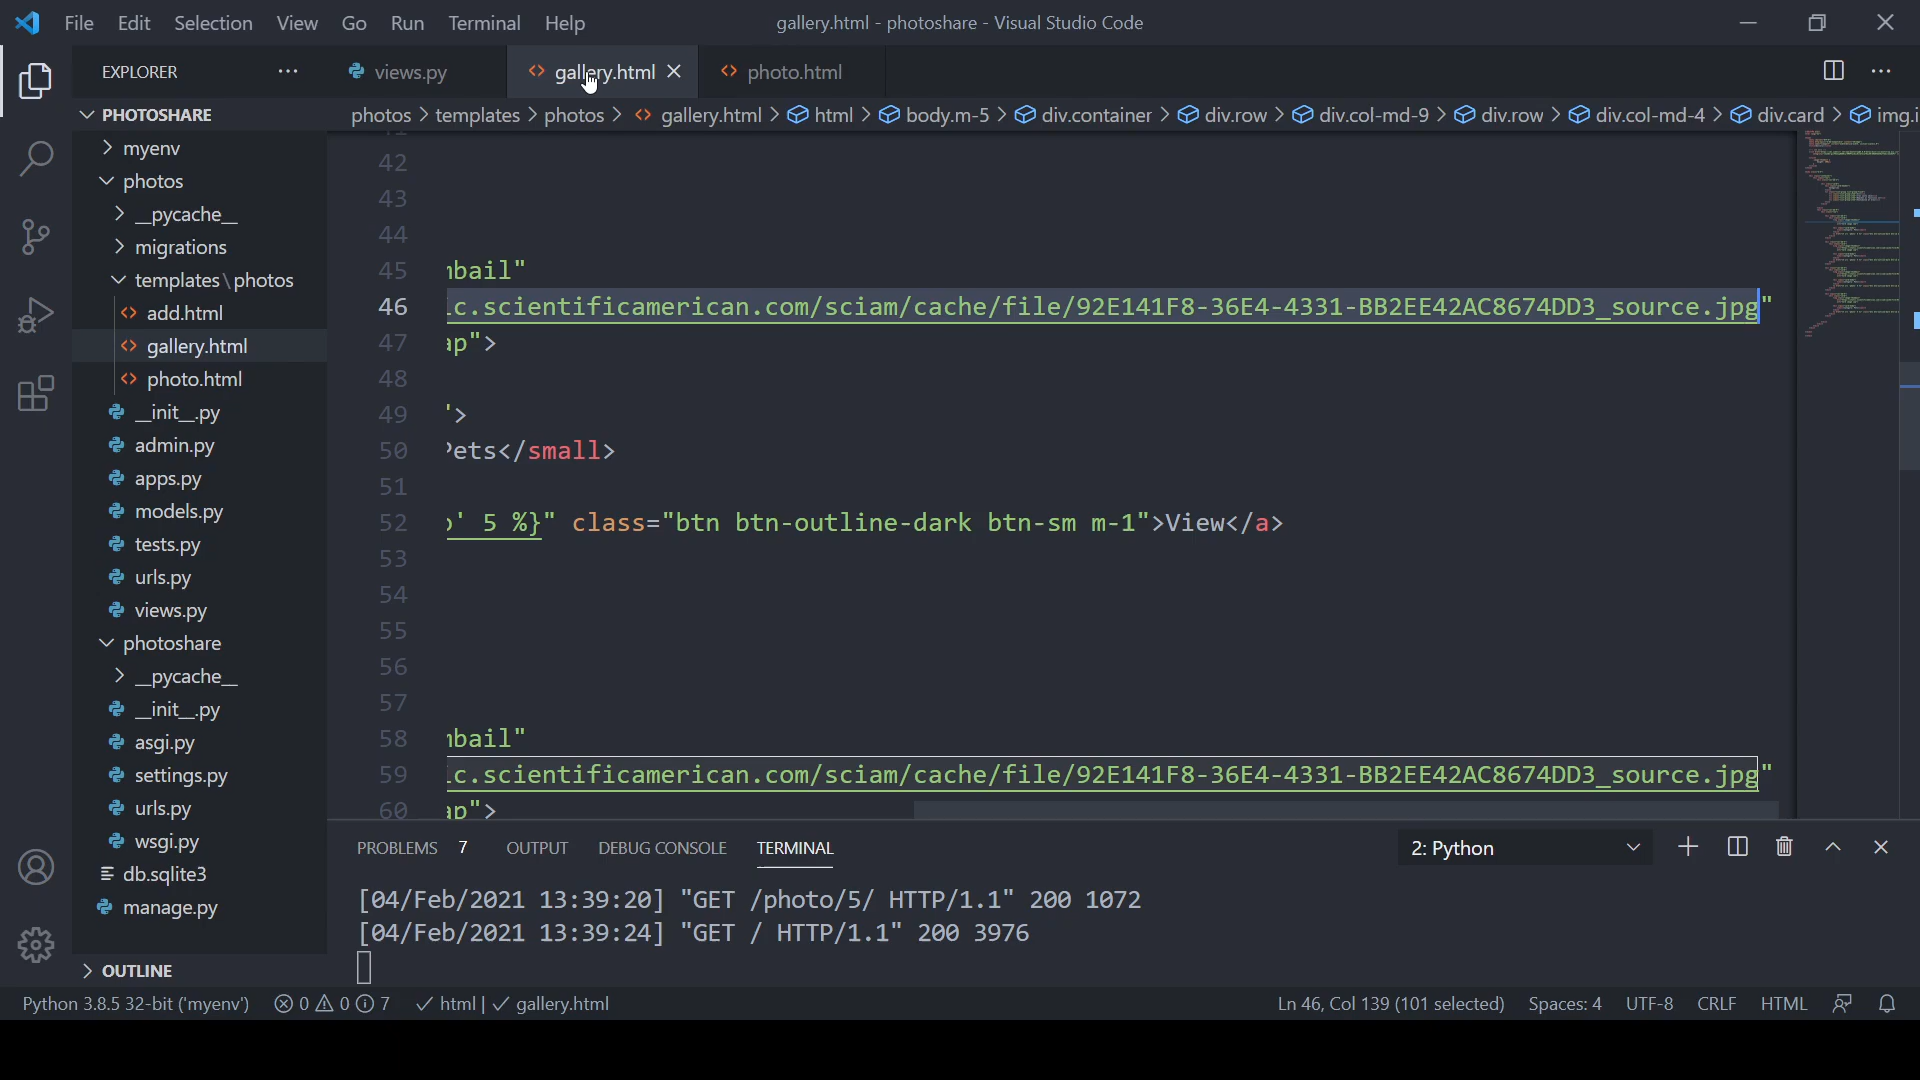 File Edit Selection View Go Run Terminal Help
gallery.html - photoshare - Visual Studio Code
EXPLORER
views.py
gallery.html
photo.html
PHOTOSHARE
photos > templates > photos > gallery.html > html > body.m-5 > div.container > div.row > div.col-md-9 > div.row > div.col-md-4 > div.card > img.i
myenv
photos
__pycache__
migrations
templates\photos
add.html
gallery.html
photo.html
__init__.py
admin.py
apps.py
models.py
tests.py
urls.py
views.py
photoshare
__pycache__
__init__.py
asgi.py
settings.py
urls.py
wsgi.py
db.sqlite3
manage.py
OUTLINE
42
43
44
45 mbail"
46 ic.scientificamerican.com/sciam/cache/file/92E141F8-36E4-4331-BB2EE42AC8674DD3_source.jpg"
47 ap">
48
49 ">
50 Pets</small>
51
52 o' 5 %}" class="btn btn-outline-dark btn-sm m-1">View</a>
53
54
55
56
57
58 mbail"
59 ic.scientificamerican.com/sciam/cache/file/92E141F8-36E4-4331-BB2EE42AC8674DD3_source.jpg"
60 ap">
PROBLEMS 7 OUTPUT DEBUG CONSOLE TERMINAL
2: Python
[04/Feb/2021 13:39:20] "GET /photo/5/ HTTP/1.1" 200 1072
[04/Feb/2021 13:39:24] "GET / HTTP/1.1" 200 3976
Python 3.8.5 32-bit ('myenv') 0 0 7 html | gallery.html
Ln 46, Col 139 (101 selected) Spaces: 4 UTF-8 CRLF HTML